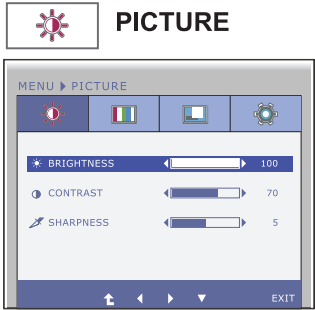 PICTURE
MENU PICTURE
BRIGHTNESS 100
CONTRAST 70
SHARPNESS 5
EXIT